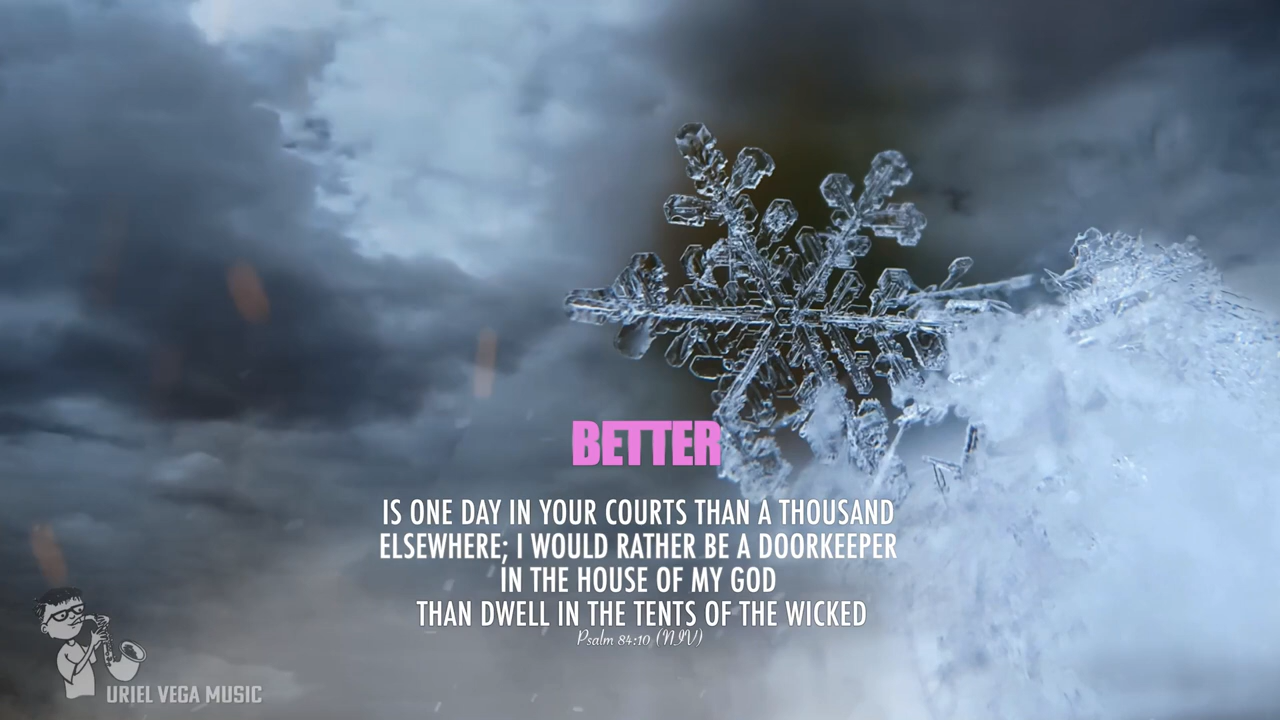 BETTER
IS ONE DAY IN YOUR COURTS THAN A THOUSAND
ELSEWHERE; I WOULD RATHER BE A DOORKEEPER
IN THE HOUSE OF MY GOD
THAN DWELL IN THE TENTS OF THE WICKED
Psalm 84:10 (NIV)
URIEL VEGA MUSIC